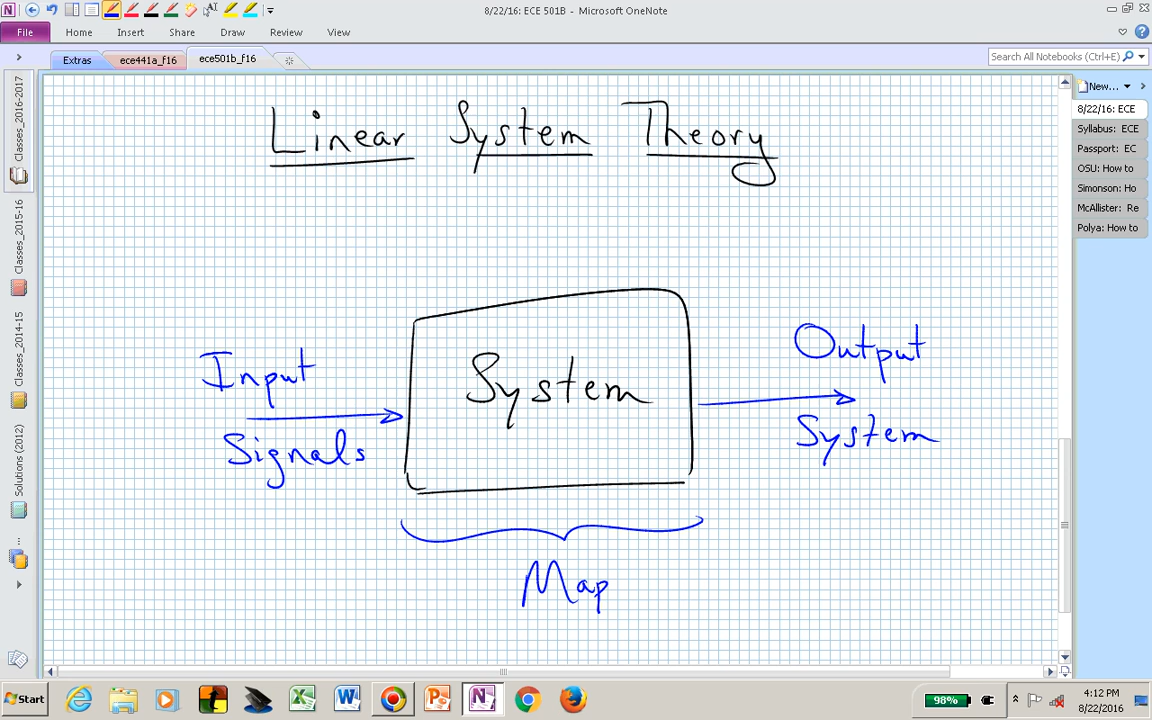 8/22/16: ECE 501B - Microsoft OneNote
File Home Insert Share Draw Review View
Extras ece441a_f16 ece501b_f16
Search All Notebooks (Ctrl+E)
New...
8/22/16: ECE
Syllabus: ECE
Passport: EC
OSU: How to
Simonson: Ho
McAllister: Re
Polya: How to
Classes_2016-2017
Classes_2015-16
Classes_2014-15
Solutions (2012)
Linear System Theory
Input
Signals
System
Output
System
Map
Start
98%
4:12 PM
8/22/2016